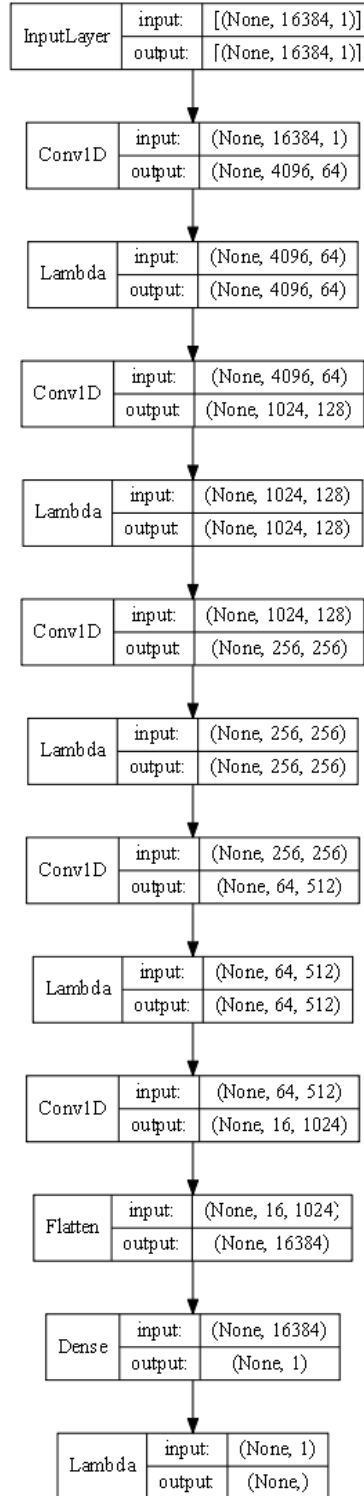 InputLayer
input: [(None, 16384, 1)]
output: [(None, 16384, 1)]
Conv1D
input: (None, 16384, 1)
output: (None, 4096, 64)
Lambda
input: (None, 4096, 64)
output: (None, 4096, 64)
Conv1D
input: (None, 4096, 64)
output: (None, 1024, 128)
Lambda
input: (None, 1024, 128)
output: (None, 1024, 128)
Conv1D
input: (None, 1024, 128)
output: (None, 256, 256)
Lambda
input: (None, 256, 256)
output: (None, 256, 256)
Conv1D
input: (None, 256, 256)
output: (None, 64, 512)
Lambda
input: (None, 64, 512)
output: (None, 64, 512)
Conv1D
input: (None, 64, 512)
output: (None, 16, 1024)
Flatten
input: (None, 16, 1024)
output: (None, 16384)
Dense
input: (None, 16384)
output: (None, 1)
Lambda
input: (None, 1)
output: (None,)